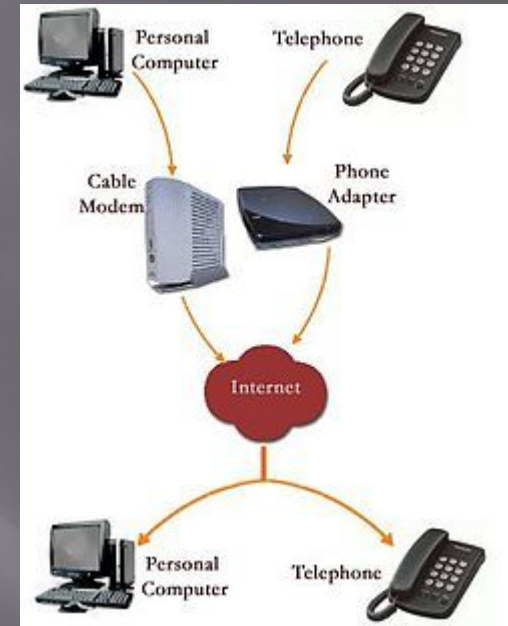 Personal
Computer
Telephone
Cable
Modem
Phone
Adapter
Internet
Personal
Computer
Telephone